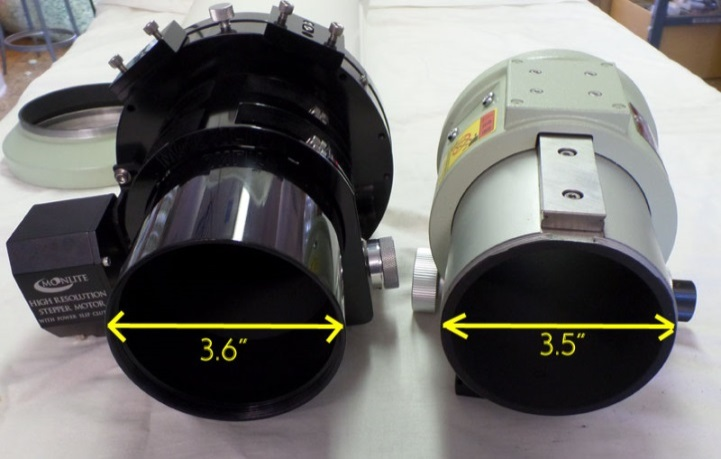 MOONLITE
HIGH RESOLUTION
STEPPER MOTOR
3.6"
3.5"